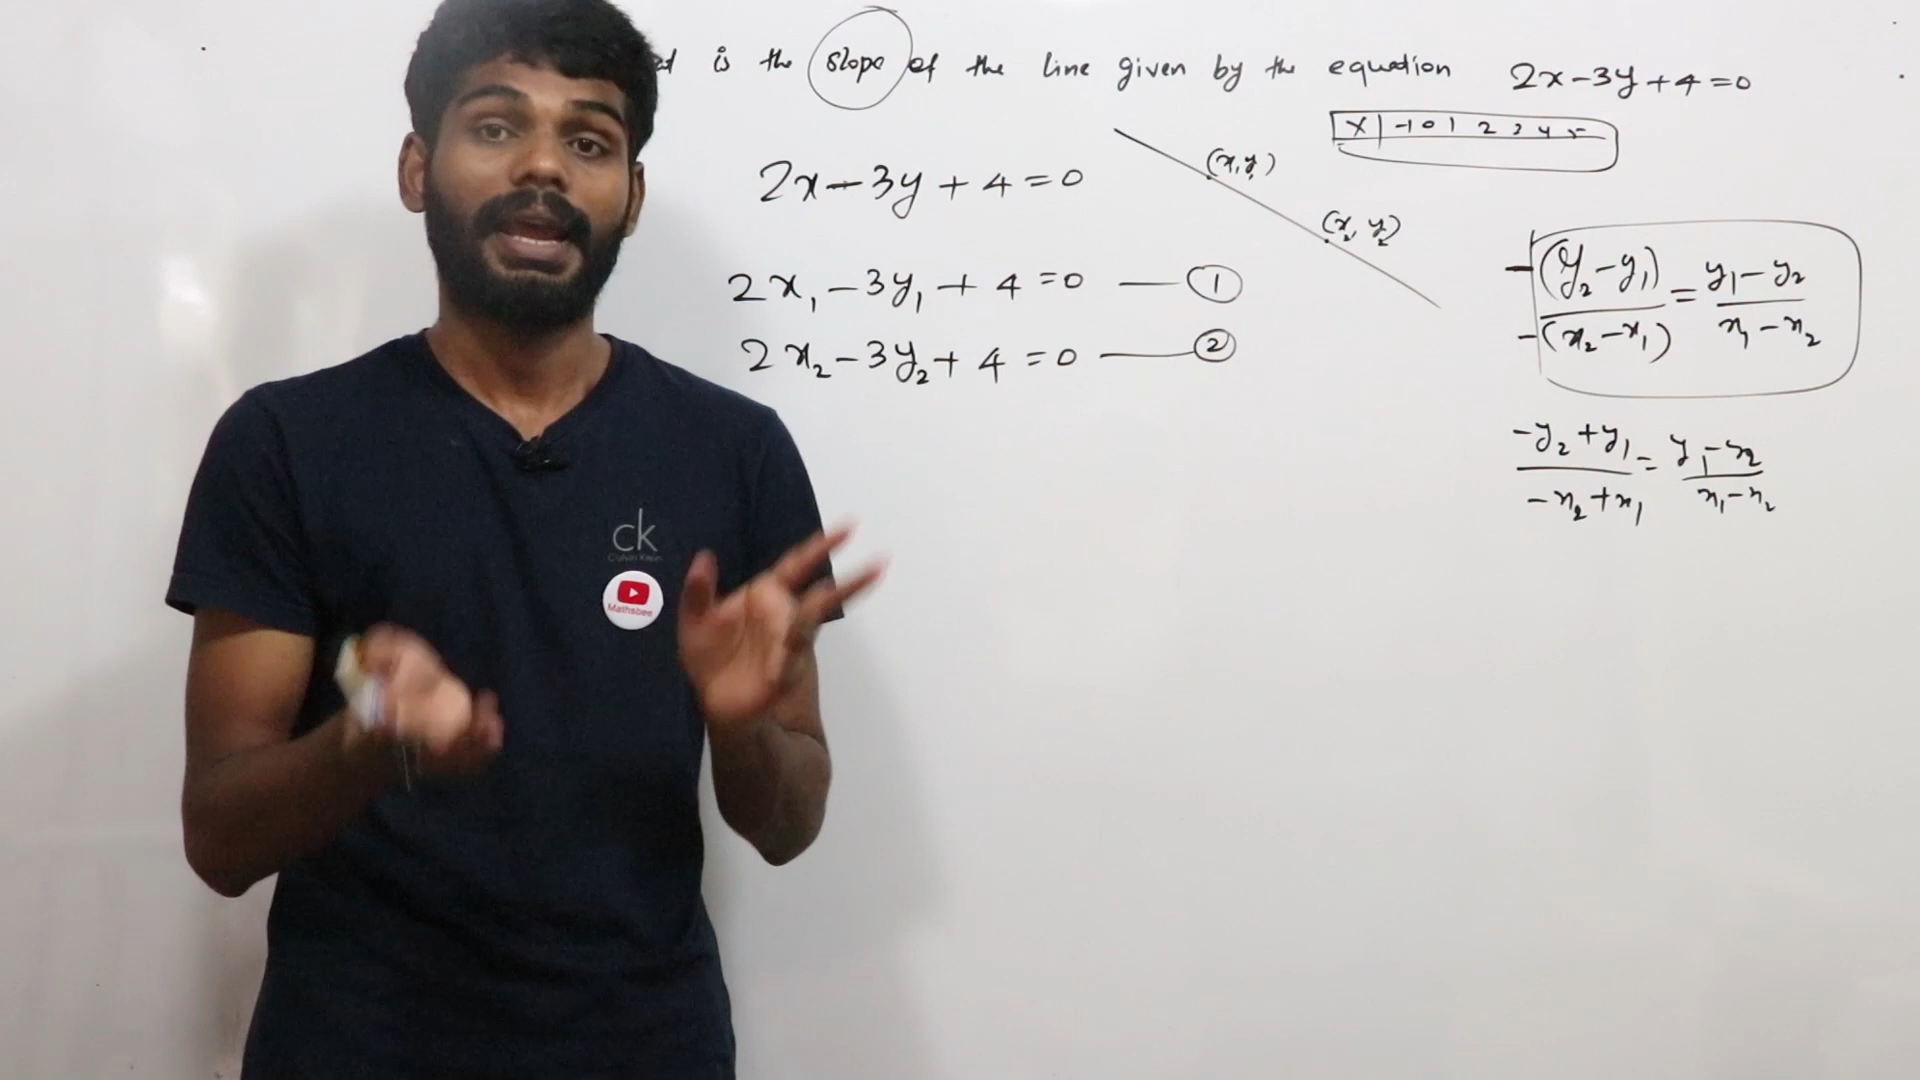 is the slope of the line given by the equation 2x-3y+4=0
X | -1 0 1 2 3 4 5
2x-3y+4=0
(x₁y₁)
(x₂, y₂)
2x₁-3y₁+4=0 — ①
2x₂-3y₂+4=0 — ②
-(y₂-y₁)/-(x₂-x₁) = y₁-y₂/x₁-x₂
-y₂+y₁/-x₂+x₁ = y₁-y₂/x₁-x₂
ck
Calvin Klein
Mathsbee